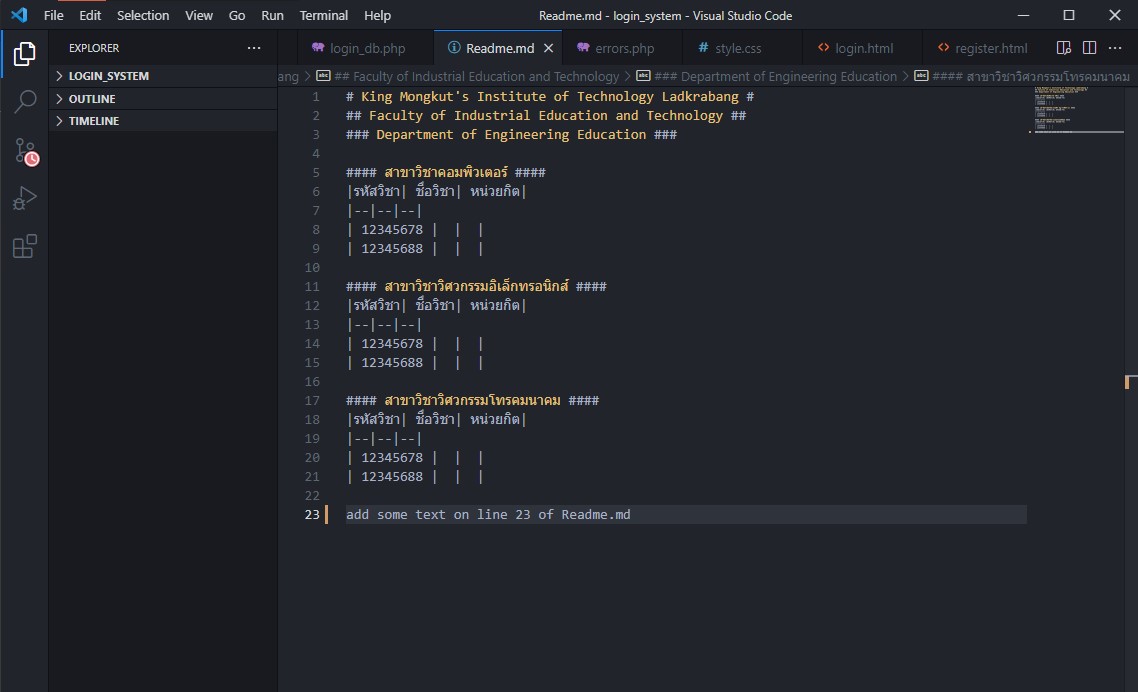 File Edit Selection View Go Run Terminal Help Readme.md - login_system - Visual Studio Code
EXPLORER ··· login_db.php Readme.md errors.php # style.css <> login.html <> register.html ···
LOGIN_SYSTEM
OUTLINE
TIMELINE
ang > ## Faculty of Industrial Education and Technology > ### Department of Engineering Education > #### สาขาวิชาวิศวกรรมโทรคมนาคม
1 # King Mongkut's Institute of Technology Ladkrabang #
2 ## Faculty of Industrial Education and Technology ##
3 ### Department of Engineering Education ###
4
5 #### สาขาวิชาคอมพิวเตอร์ ####
6 |รหัสวิชา| ชื่อวิชา| หน่วยกิต|
7 |--|--|--|
8 | 12345678 | | |
9 | 12345688 | | |
10
11 #### สาขาวิชาวิศวกรรมอิเล็กทรอนิกส์ ####
12 |รหัสวิชา| ชื่อวิชา| หน่วยกิต|
13 |--|--|--|
14 | 12345678 | | |
15 | 12345688 | | |
16
17 #### สาขาวิชาวิศวกรรมโทรคมนาคม ####
18 |รหัสวิชา| ชื่อวิชา| หน่วยกิต|
19 |--|--|--|
20 | 12345678 | | |
21 | 12345688 | | |
22
23 add some text on line 23 of Readme.md